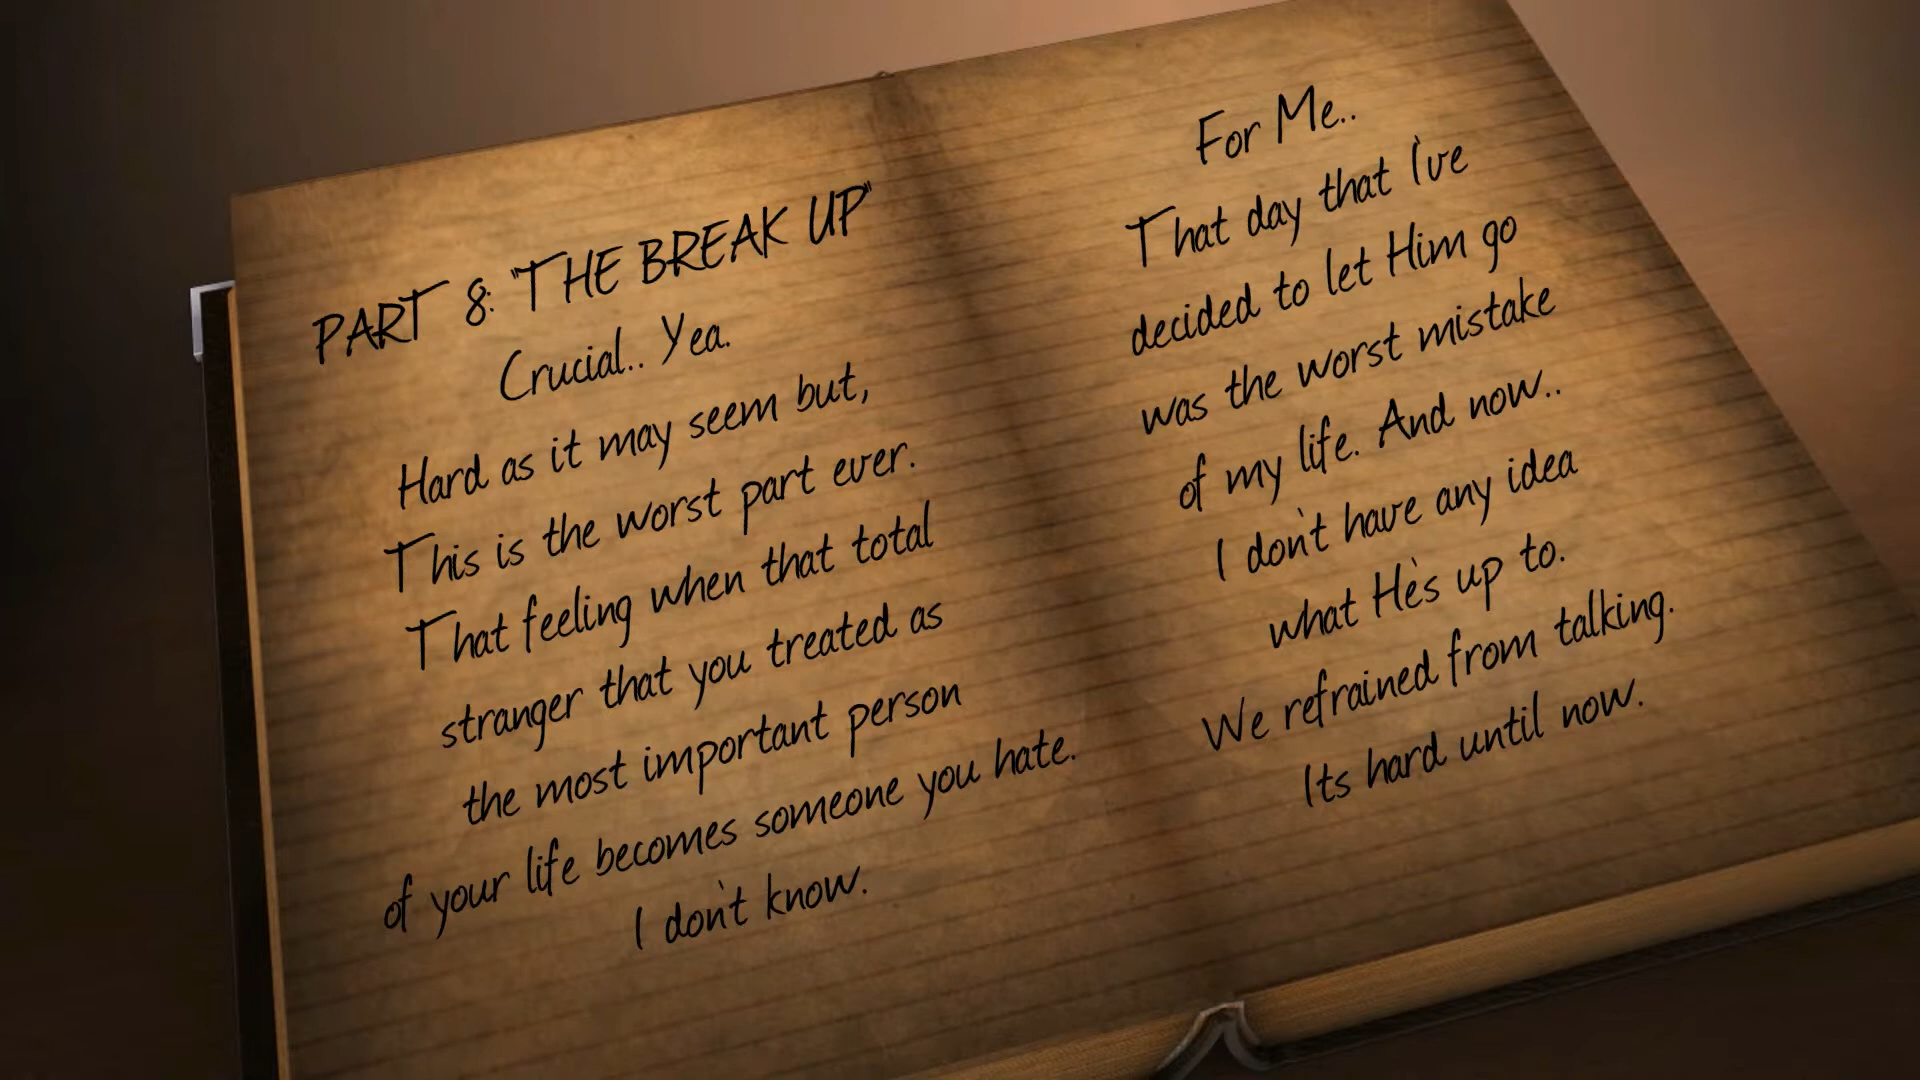 PART 8: "THE BREAK UP"
Crucial.. Yea.
Hard as it may seem but,
This is the worst part ever.
That feeling when that total
stranger that you treated as
the most important person
of your life becomes someone you hate.
I don't know.
For Me..
That day that I've
decided to let Him go
was the worst mistake
of my life. And now..
I don't have any idea
what He's up to.
We refrained from talking.
Its hard until now.